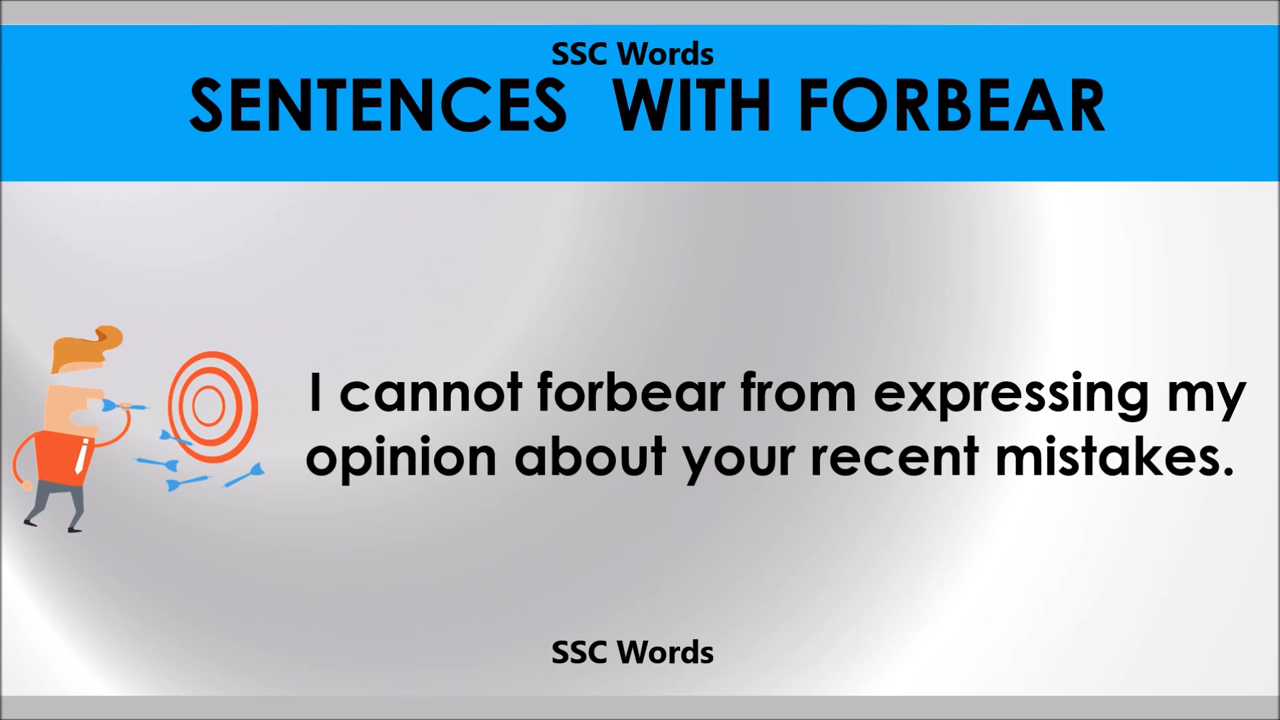 SSC Words
SENTENCES WITH FORBEAR
I cannot forbear from expressing my
opinion about your recent mistakes.
SSC Words